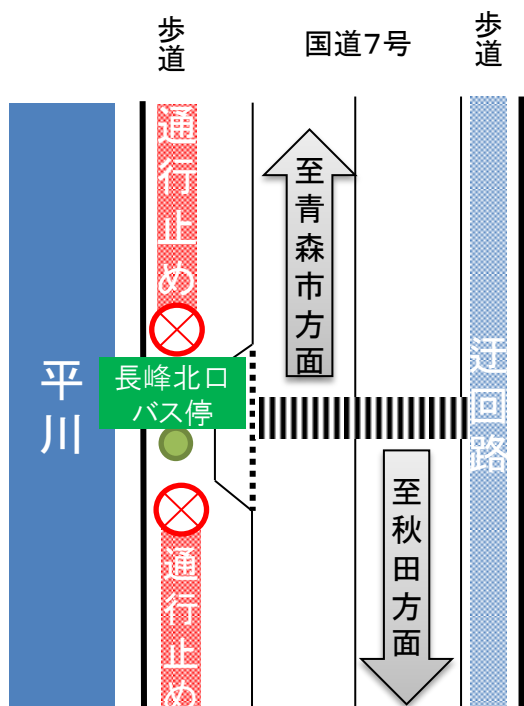 歩道
国道7号
歩道
通行止め
至青森市方面
平川
長峰北口
バス停
迂回路
至秋田方面
通行止め